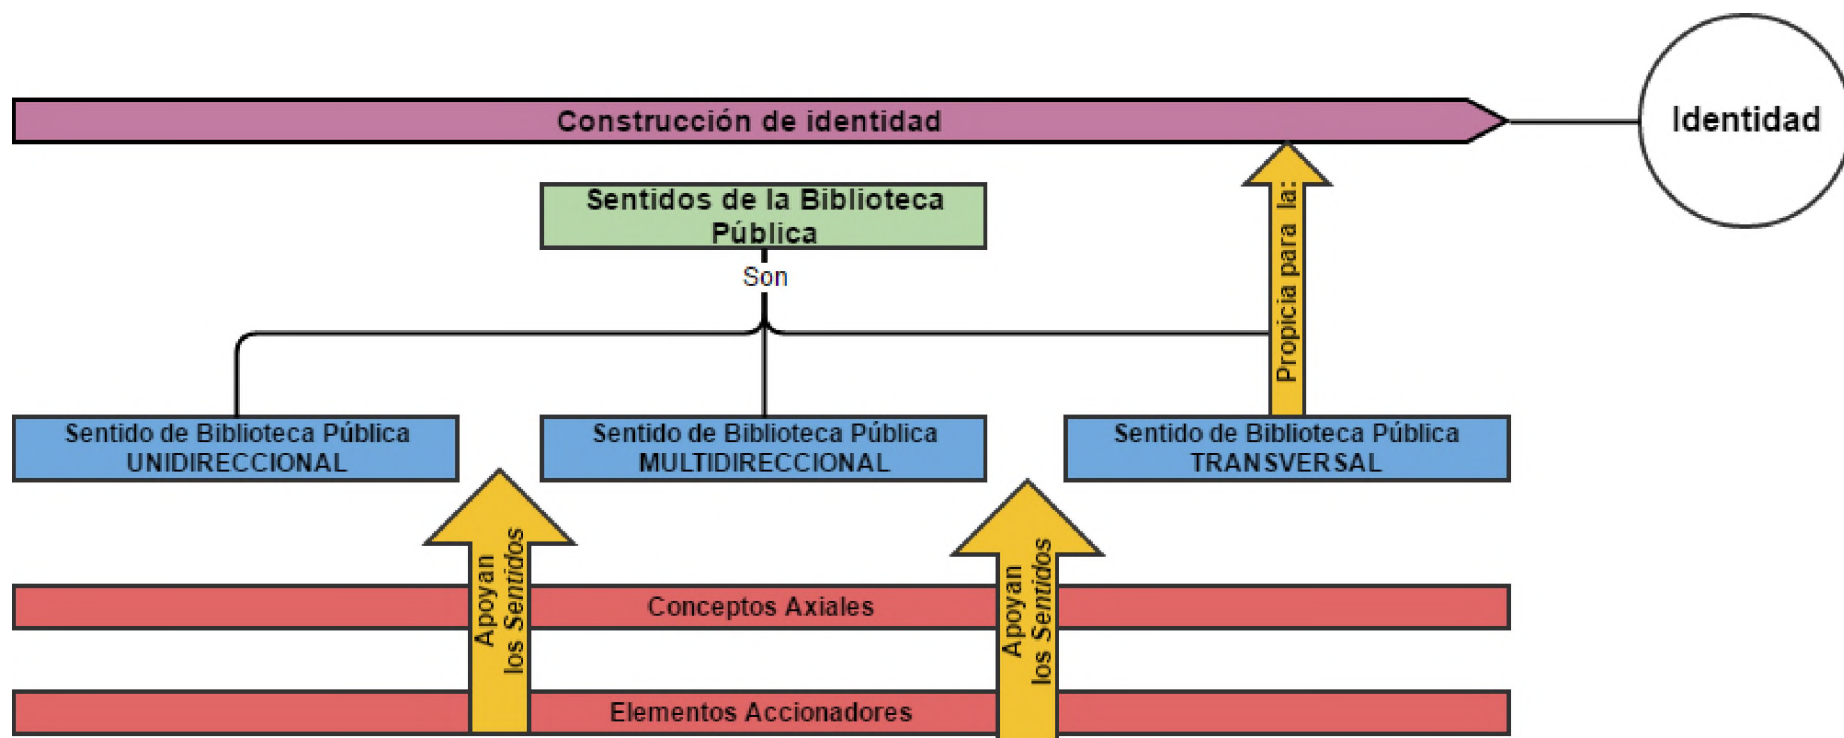 Construcción de identidad
Identidad
Sentidos de la Biblioteca
Pública
Son
Propicia para la:
Sentido de Biblioteca Pública
UNIDIRECCIONAL
Sentido de Biblioteca Pública
MULTIDIRECCIONAL
Sentido de Biblioteca Pública
TRANSVERSAL
Apoyan
los Sentidos
Apoyan
los Sentidos
Conceptos Axiales
Elementos Accionadores